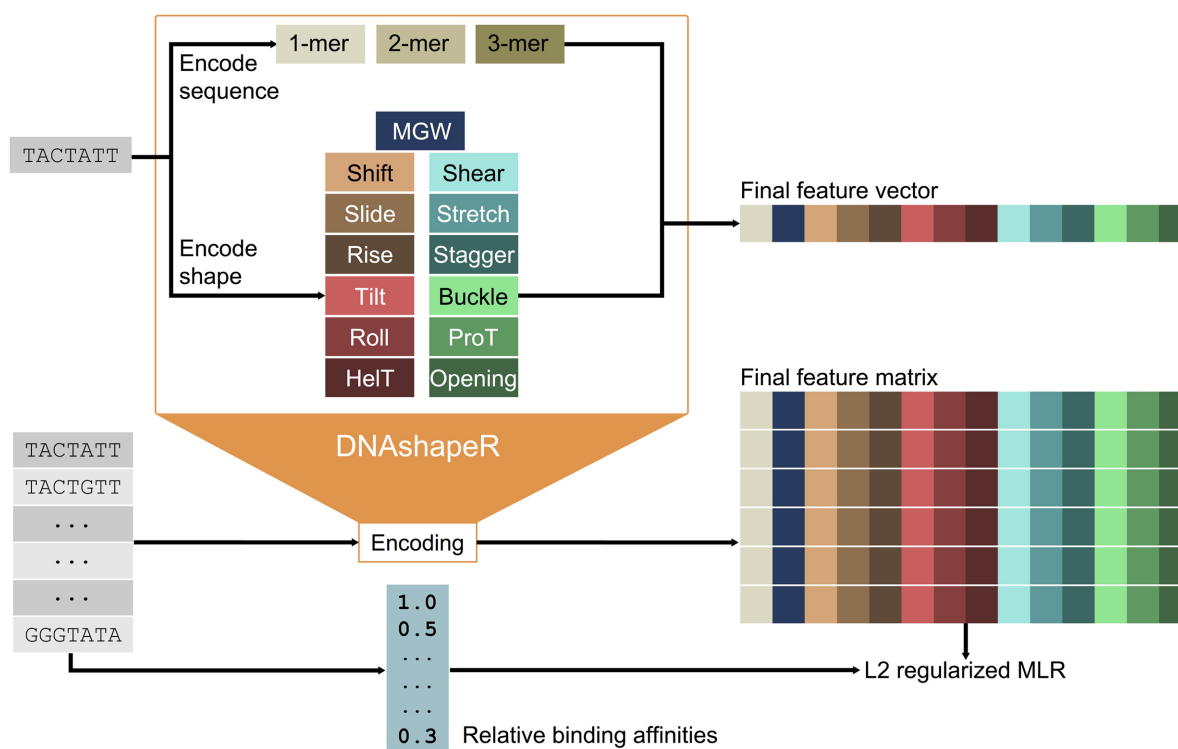 1-mer
2-mer
3-mer
Encode
sequence
MGW
TACTATT
Shift
Shear
Slide
Stretch
Rise
Stagger
Encode
shape
Tilt
Buckle
Roll
ProT
HelT
Opening
Final feature vector
DNAshapeR
Final feature matrix
TACTATT
TACTGTT
...
...
...
GGGTATA
Encoding
1.0
0.5
...
...
...
0.3
Relative binding affinities
L2 regularized MLR